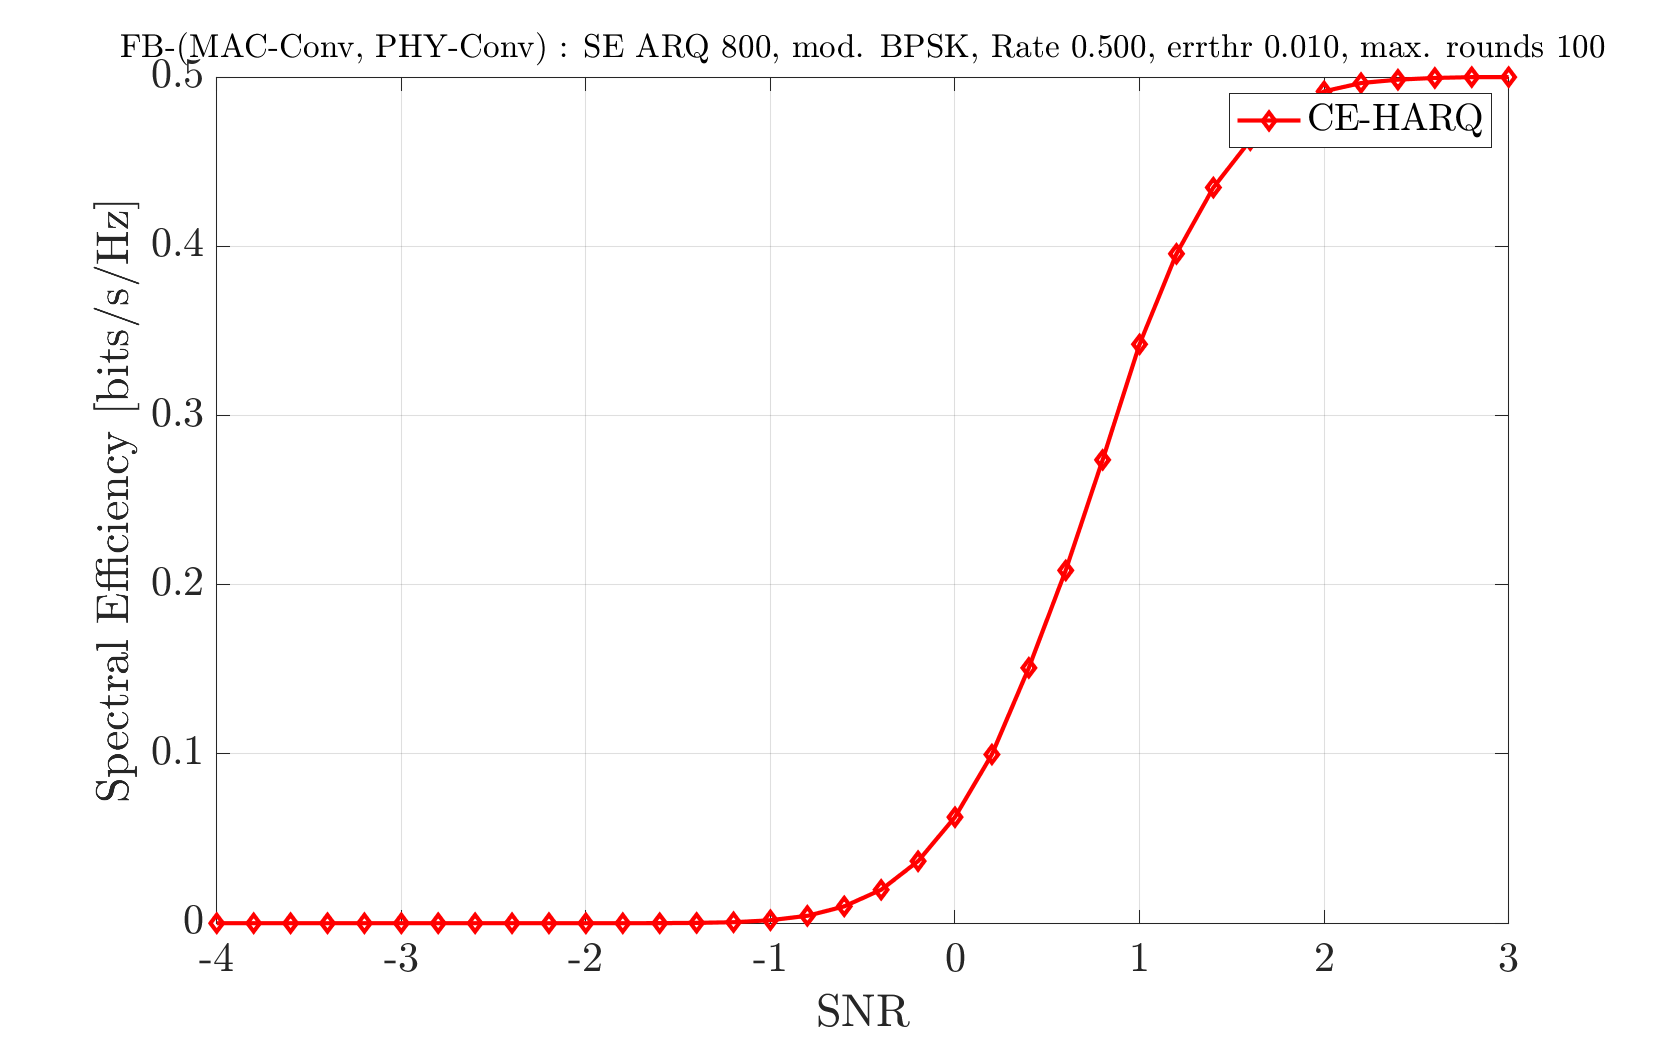 FB-(MAC-Conv, PHY-Conv) : SE ARQ 800, mod. BPSK, Rate 0.500, errthr 0.010, max. rounds 100
CE-HARQ
Spectral Efficiency [bits/s/Hz]
0.5
0.4
0.3
0.2
0.1
0
-4 -3 -2 -1 0 1 2 3
SNR